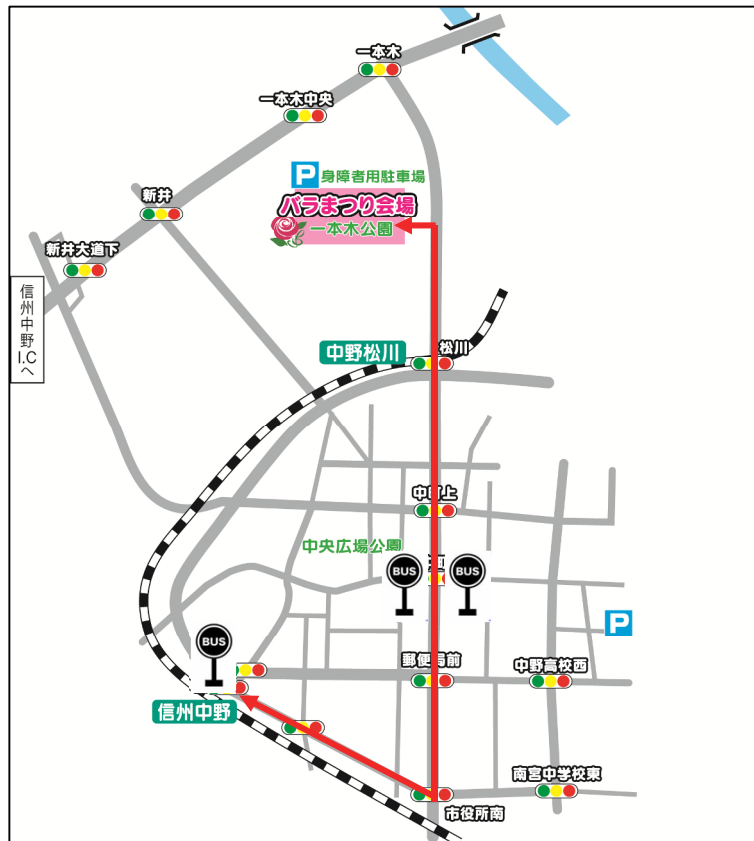 一本木
一本木中央
P 身障者用駐車場
新井
バラまつり会場
一本木公園
新井大道下
信州中野I.Cへ
中野松川
松川
中町上
中央広場公園
BUS
BUS
P
BUS
郵便局前
中野高校西
信州中野
南宮中学校東
市役所南